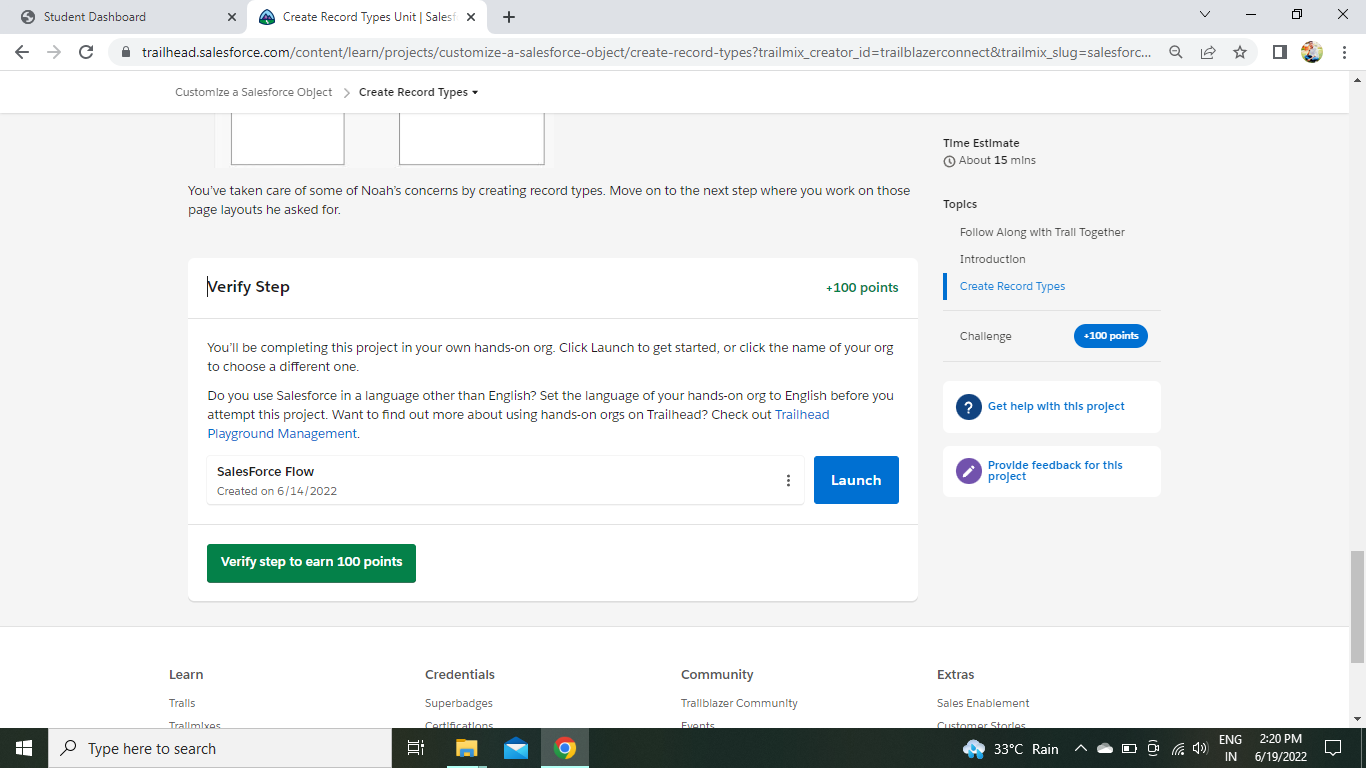 Student Dashboard
Create Record Types Unit | Salesf
trailhead.salesforce.com/content/learn/projects/customize-a-salesforce-object/create-record-types?trailmix_creator_id=trailblazerconnect&trailmix_slug=salesforc...
Customize a Salesforce Object > Create Record Types
You've taken care of some of Noah's concerns by creating record types. Move on to the next step where you work on those
page layouts he asked for.
Verify Step
+100 points
You'll be completing this project in your own hands-on org. Click Launch to get started, or click the name of your org
to choose a different one.
Do you use Salesforce in a language other than English? Set the language of your hands-on org to English before you
attempt this project. Want to find out more about using hands-on orgs on Trailhead? Check out Trailhead
Playground Management.
SalesForce Flow
Created on 6/14/2022
Launch
Verify step to earn 100 points
Time Estimate
About 15 mins
Topics
Follow Along with Trail Together
Introduction
Create Record Types
Challenge
+100 points
Get help with this project
Provide feedback for this
project
Learn
Trails
Trailmixes
Credentials
Superbadges
Certifications
Community
Trailblazer Community
Events
Extras
Sales Enablement
Customer Stories
Type here to search
33°C Rain
ENG
IN
2:20 PM
6/19/2022